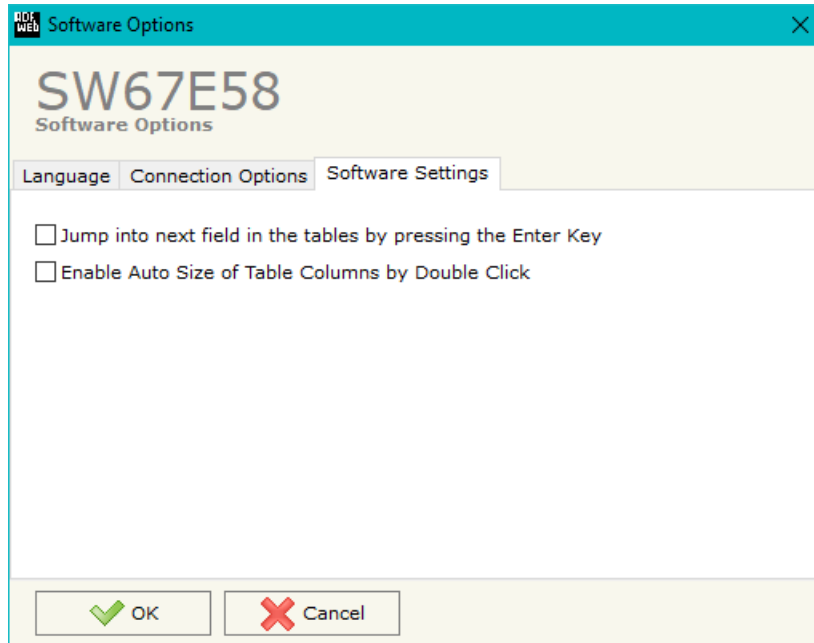 ADF
WEB
Software Options
SW67E58
Software Options
Language
Connection Options
Software Settings
Jump into next field in the tables by pressing the Enter Key
Enable Auto Size of Table Columns by Double Click
OK
Cancel